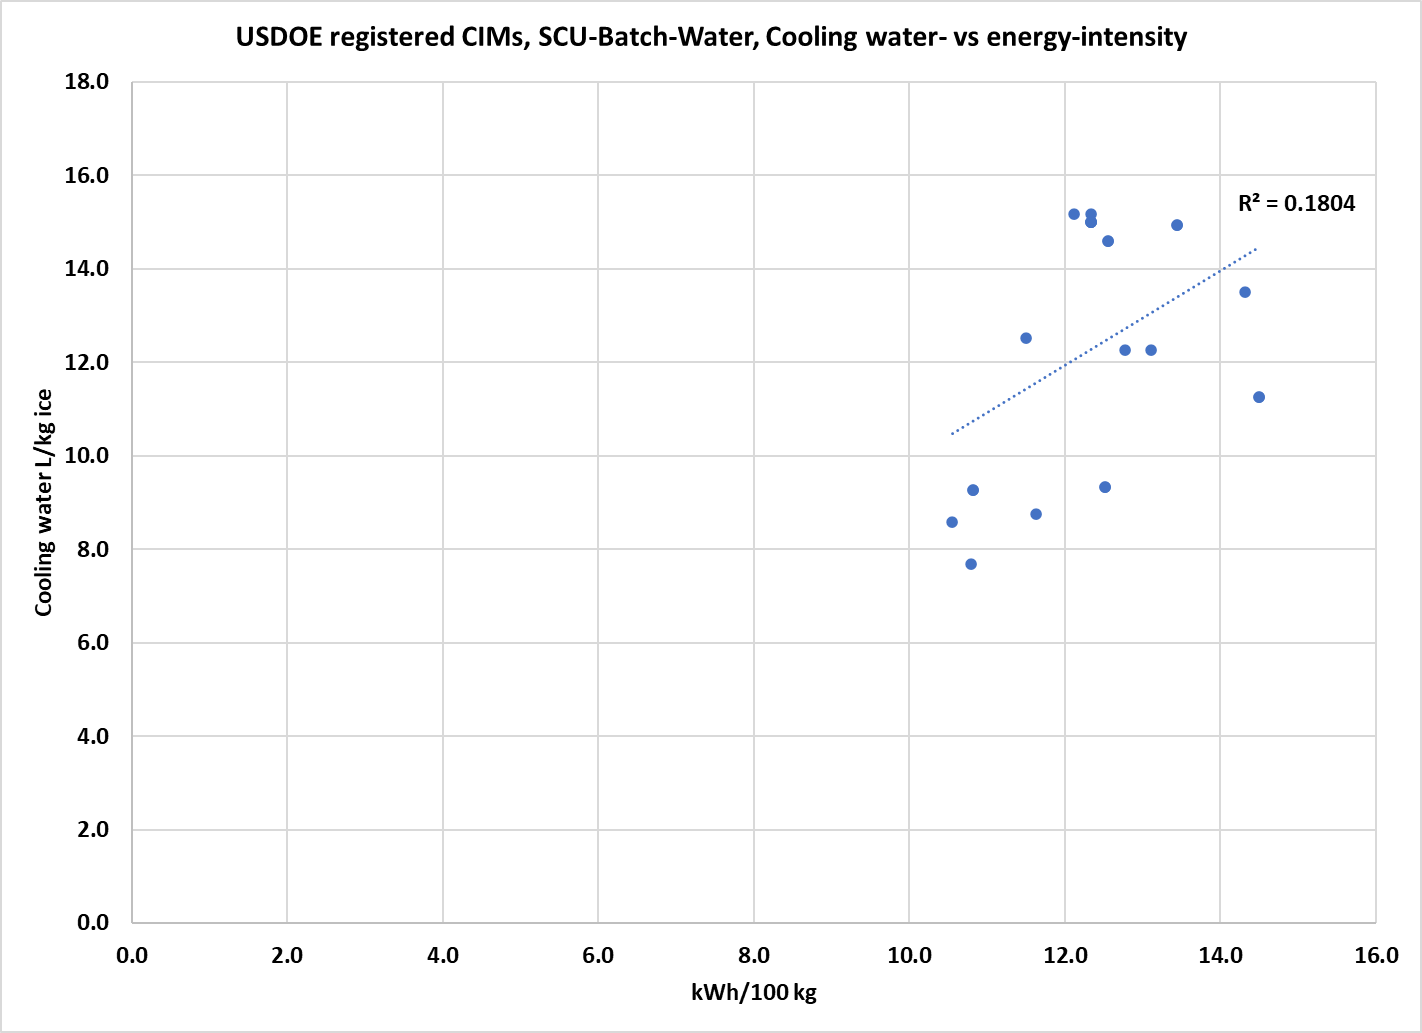 USDOE registered CIMs, SCU-Batch-Water, Cooling water- vs energy-intensity
18.0
16.0
14.0
12.0
10.0
8.0
6.0
4.0
2.0
0.0
Cooling water L/kg ice
R² = 0.1804
0.0 2.0 4.0 6.0 8.0 10.0 12.0 14.0 16.0
kWh/100 kg